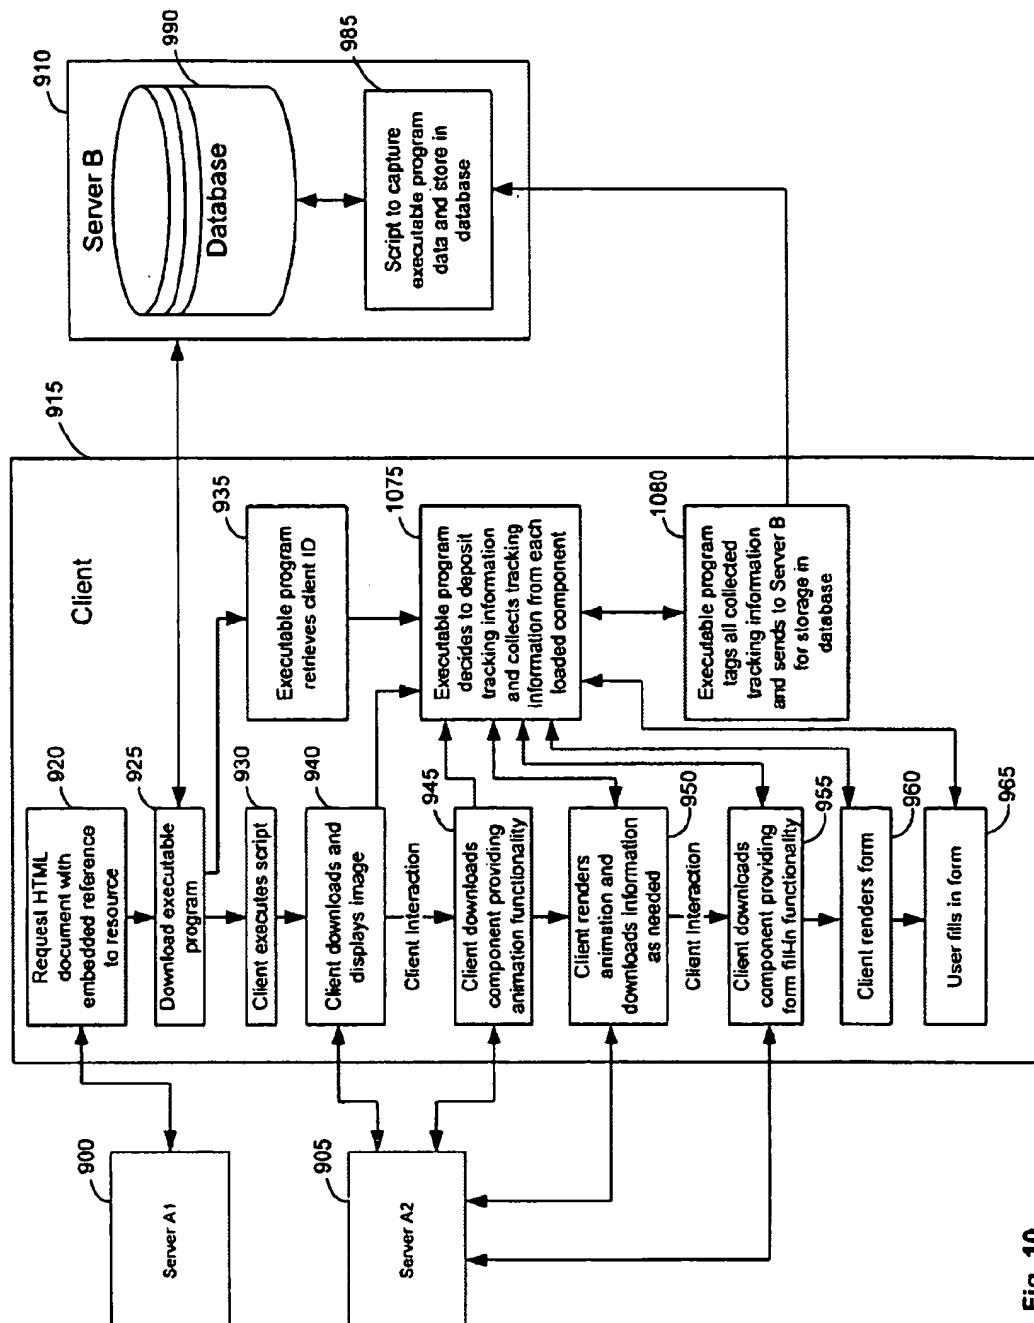 910
Server B
990
Database
985
Script to capture
executable program
data and store in
database
915
Client
920
Request HTML
document with
embedded reference
to resource
925
Download executable
program
930
Client executes script
935
Executable program
retrieves client ID
940
Client downloads and
displays image
Client Interaction
945
Client downloads
component providing
animation functionality
950
Client renders
animation and
downloads information
as needed
Client Interaction
955
Client downloads
component providing
form fill-in functionality
960
Client renders form
965
User fills in form
1075
Executable program
decides to deposit
tracking information
and collects tracking
information from each
loaded component
1080
Executable program
tags all collected
tracking information
and sends to Server B
for storage in
database
900
Server A1
905
Server A2
Fig. 10